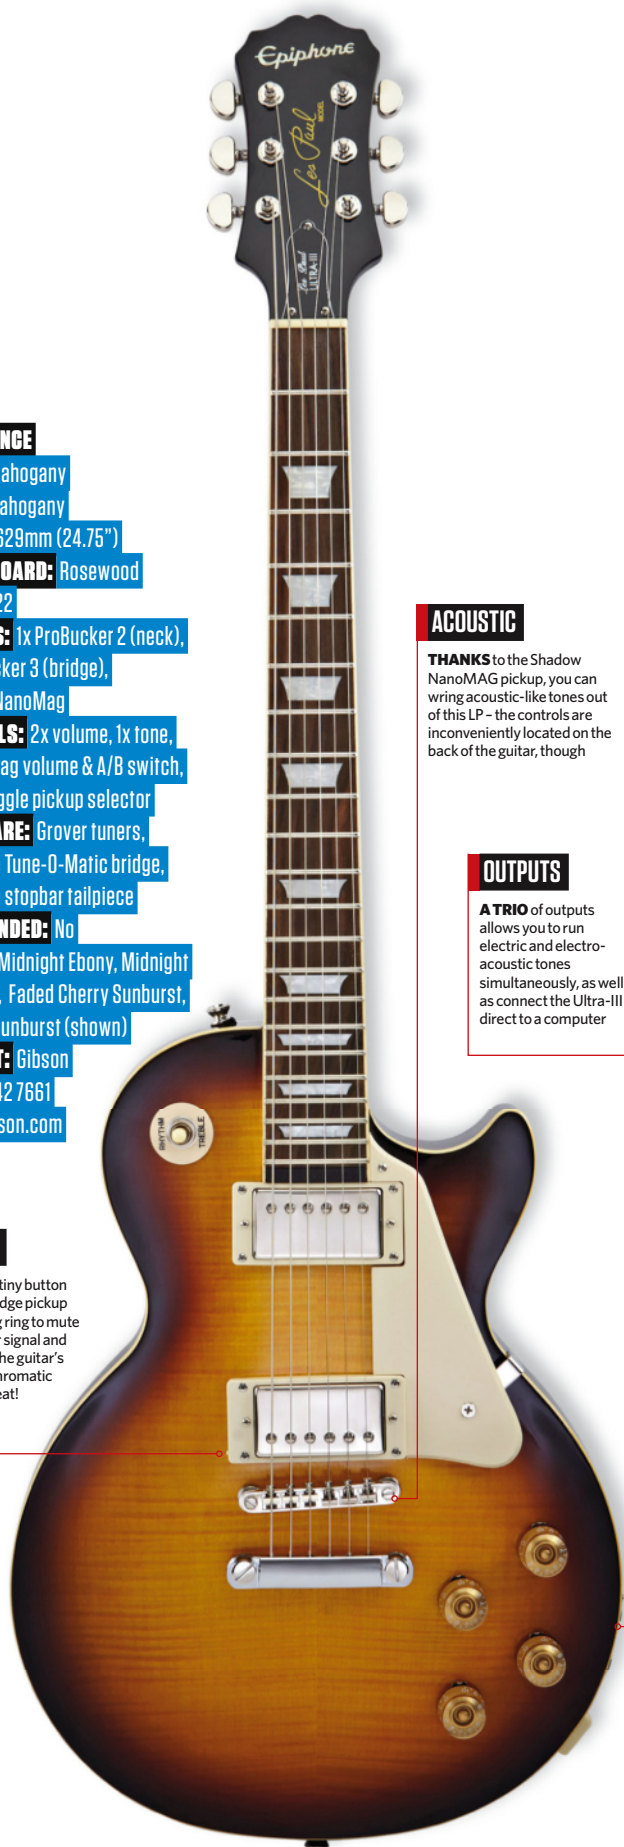 Epiphone
Les Paul
MODEL
Les Paul
ULTRA-III
NCE
ahogany
ahogany
629mm (24.75”)
OARD: Rosewood
22
S: 1x ProBucker 2 (neck),
ker 3 (bridge),
NanoMag
LS: 2x volume, 1x tone,
ag volume & A/B switch,
ggle pickup selector
ARE: Grover tuners,
Tune-O-Matic bridge,
stopbar tailpiece
NDED: No
Midnight Ebony, Midnight
, Faded Cherry Sunburst,
unburst (shown)
T: Gibson
42 7661
son.com
ACOUSTIC
THANKS to the Shadow
NanoMAG pickup, you can
wring acoustic-like tones out
of this LP – the controls are
inconveniently located on the
back of the guitar, though
OUTPUTS
A TRIO of outputs
allows you to run
electric and electro-
acoustic tones
simultaneously, as well
as connect the Ultra-III
direct to a computer
RHYTHM
TREBLE
tiny button
dge pickup
g ring to mute
r signal and
he guitar’s
hromatic
eat!